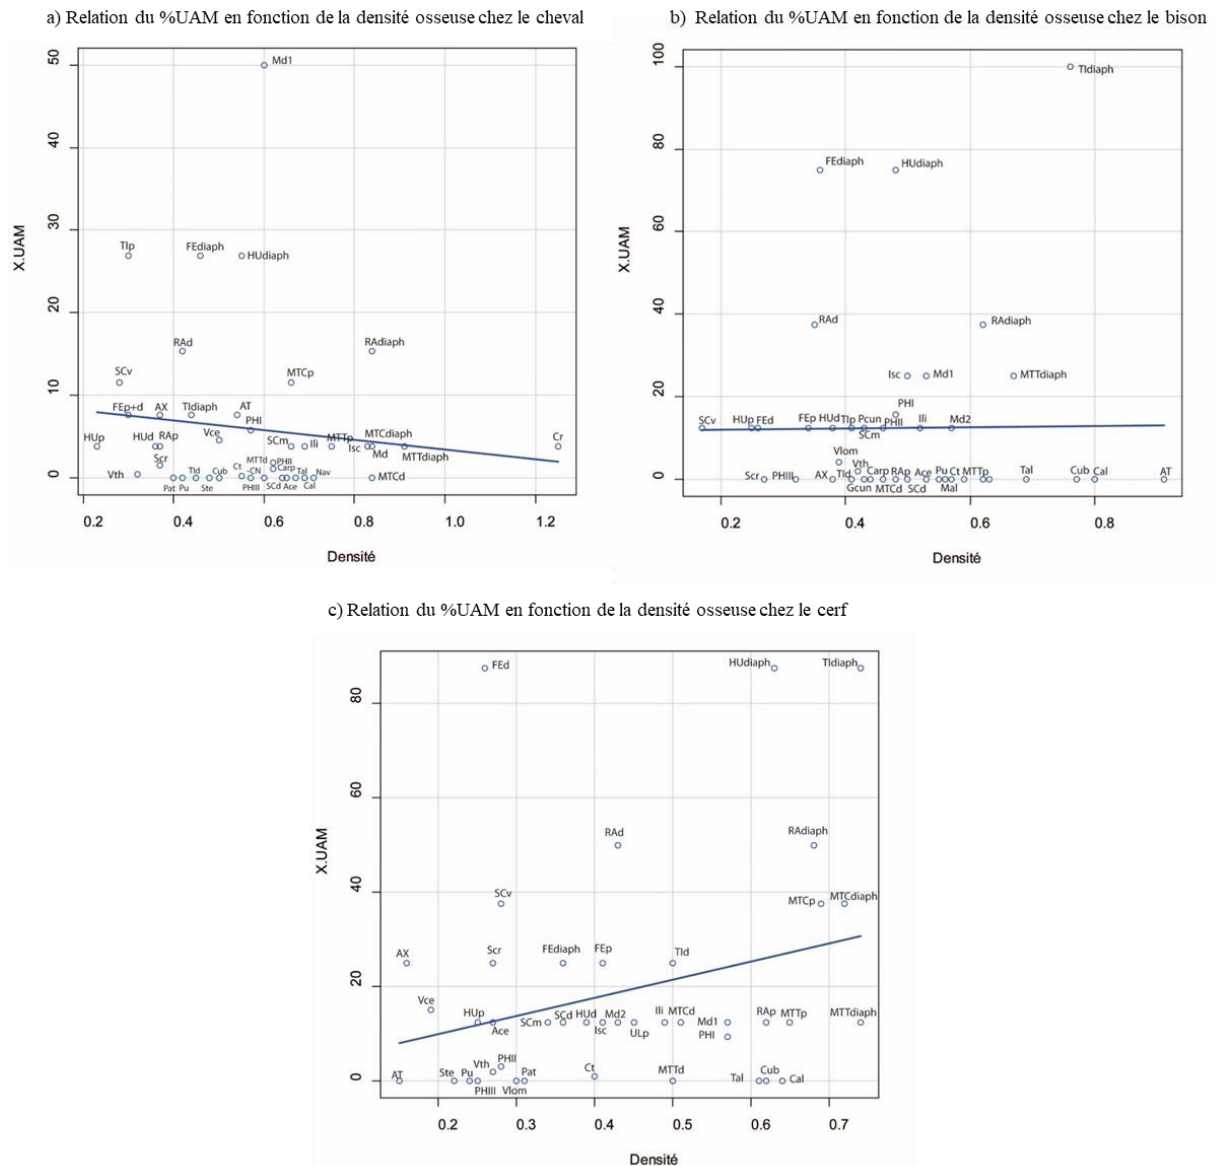 a) Relation du %UAM en fonction de la densité osseuse chez le cheval
b) Relation du %UAM en fonction de la densité osseuse chez le bison
X.UAM
50
40
30
20
10
0
Md1
TIp
FEdiaph
HUdiaph
RAd
RAdiaph
SCv
MTCp
FEp+d
AX
TIdiaph
AT
PHI
HUp
HUd
RAp
Vce
SCm
Ili
MTTp
Isc
MTCdiaph
Md
MTTdiaph
Cr
Vth
Scr
MTTd
PHII
Carp
Tld
Cub
Ct
CN
Tal
Nav
MTCd
Pat
Pu
Ste
PHIII
SCd
Ace
Cal
0.2
0.4
0.6
0.8
1.0
1.2
Densité
X.UAM
100
80
60
40
20
0
TIdiaph
FEdiaph
HUdiaph
RAd
RAdiaph
Isc
Md1
MTTdiaph
PHI
SCv
HUp
FEd
FEp
HUd
TIp
Pcun
SCm
PHII
Ili
Md2
Vlom
Vth
Scr
PHIII
AX
TId
Carp
RAp
Ace
Pu
Ct
MTTp
Tal
Cub
Cal
AT
Gcun
MTCd
SCd
Mal
0.2
0.4
0.6
0.8
Densité
c) Relation du %UAM en fonction de la densité osseuse chez le cerf
X.UAM
80
60
40
20
0
FEd
HUdiaph
TIdiaph
RAd
RAdiaph
SCv
MTCp
MTCdiaph
AX
Scr
FEdiaph
FEp
TId
Vce
HUp
Ace
SCm
SCd
HUd
Isc
Md2
ULp
Ili
MTCd
Md1
PHI
RAp
MTTp
MTTdiaph
AT
Ste
Pu
Vth
PHII
PHIII
Vlom
Pat
Ct
MTTd
Tal
Cub
Cal
0.2
0.3
0.4
0.5
0.6
0.7
Densité